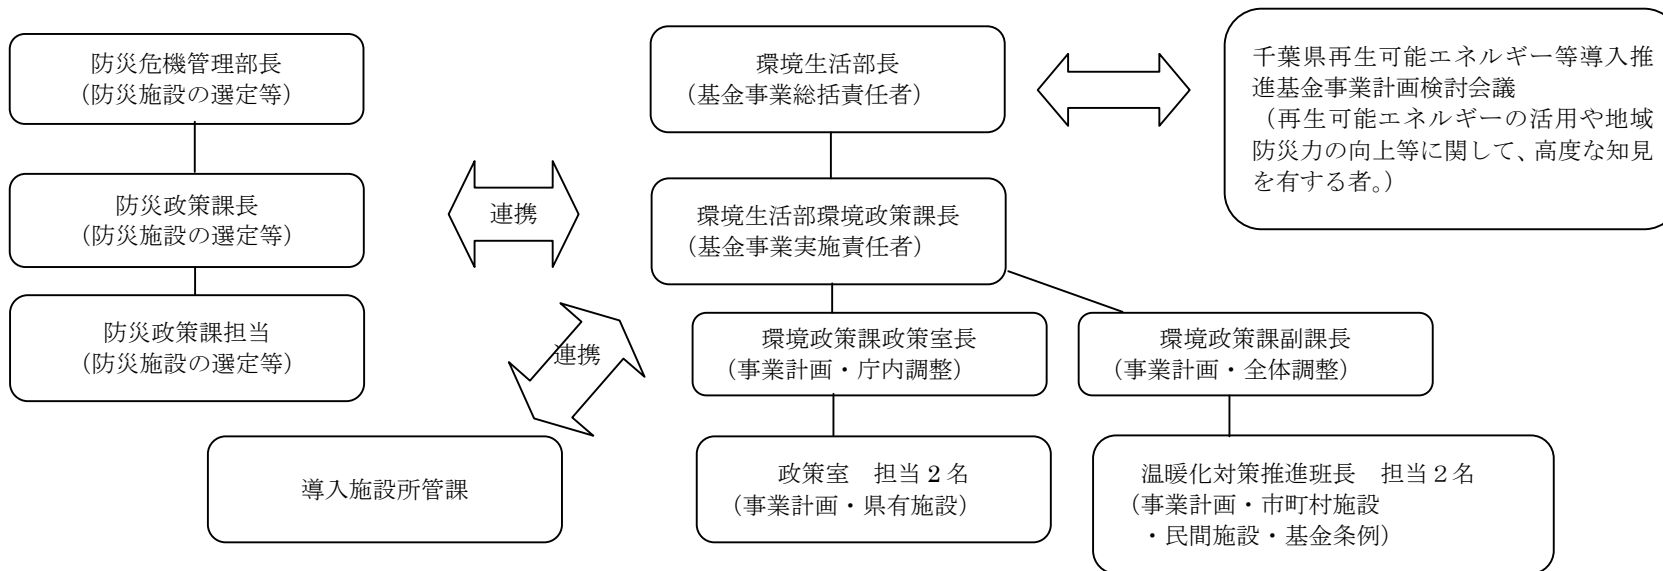 防災危機管理部長
(防災施設の選定等)
環境生活部長
(基金事業総括責任者)
千葉県再生可能エネルギー等導入推
進基金事業計画検討会議
(再生可能エネルギーの活用や地域
防災力の向上等に関して、高度な知見
を有する者。)
防災政策課長
(防災施設の選定等)
連携
環境生活部環境政策課長
(基金事業実施責任者)
防災政策課担当
(防災施設の選定等)
連携
環境政策課政策室長
(事業計画・庁内調整)
環境政策課副課長
(事業計画・全体調整)
導入施設所管課
政策室 担当2名
(事業計画・県有施設)
温暖化対策推進班長 担当2名
(事業計画・市町村施設
・民間施設・基金条例)